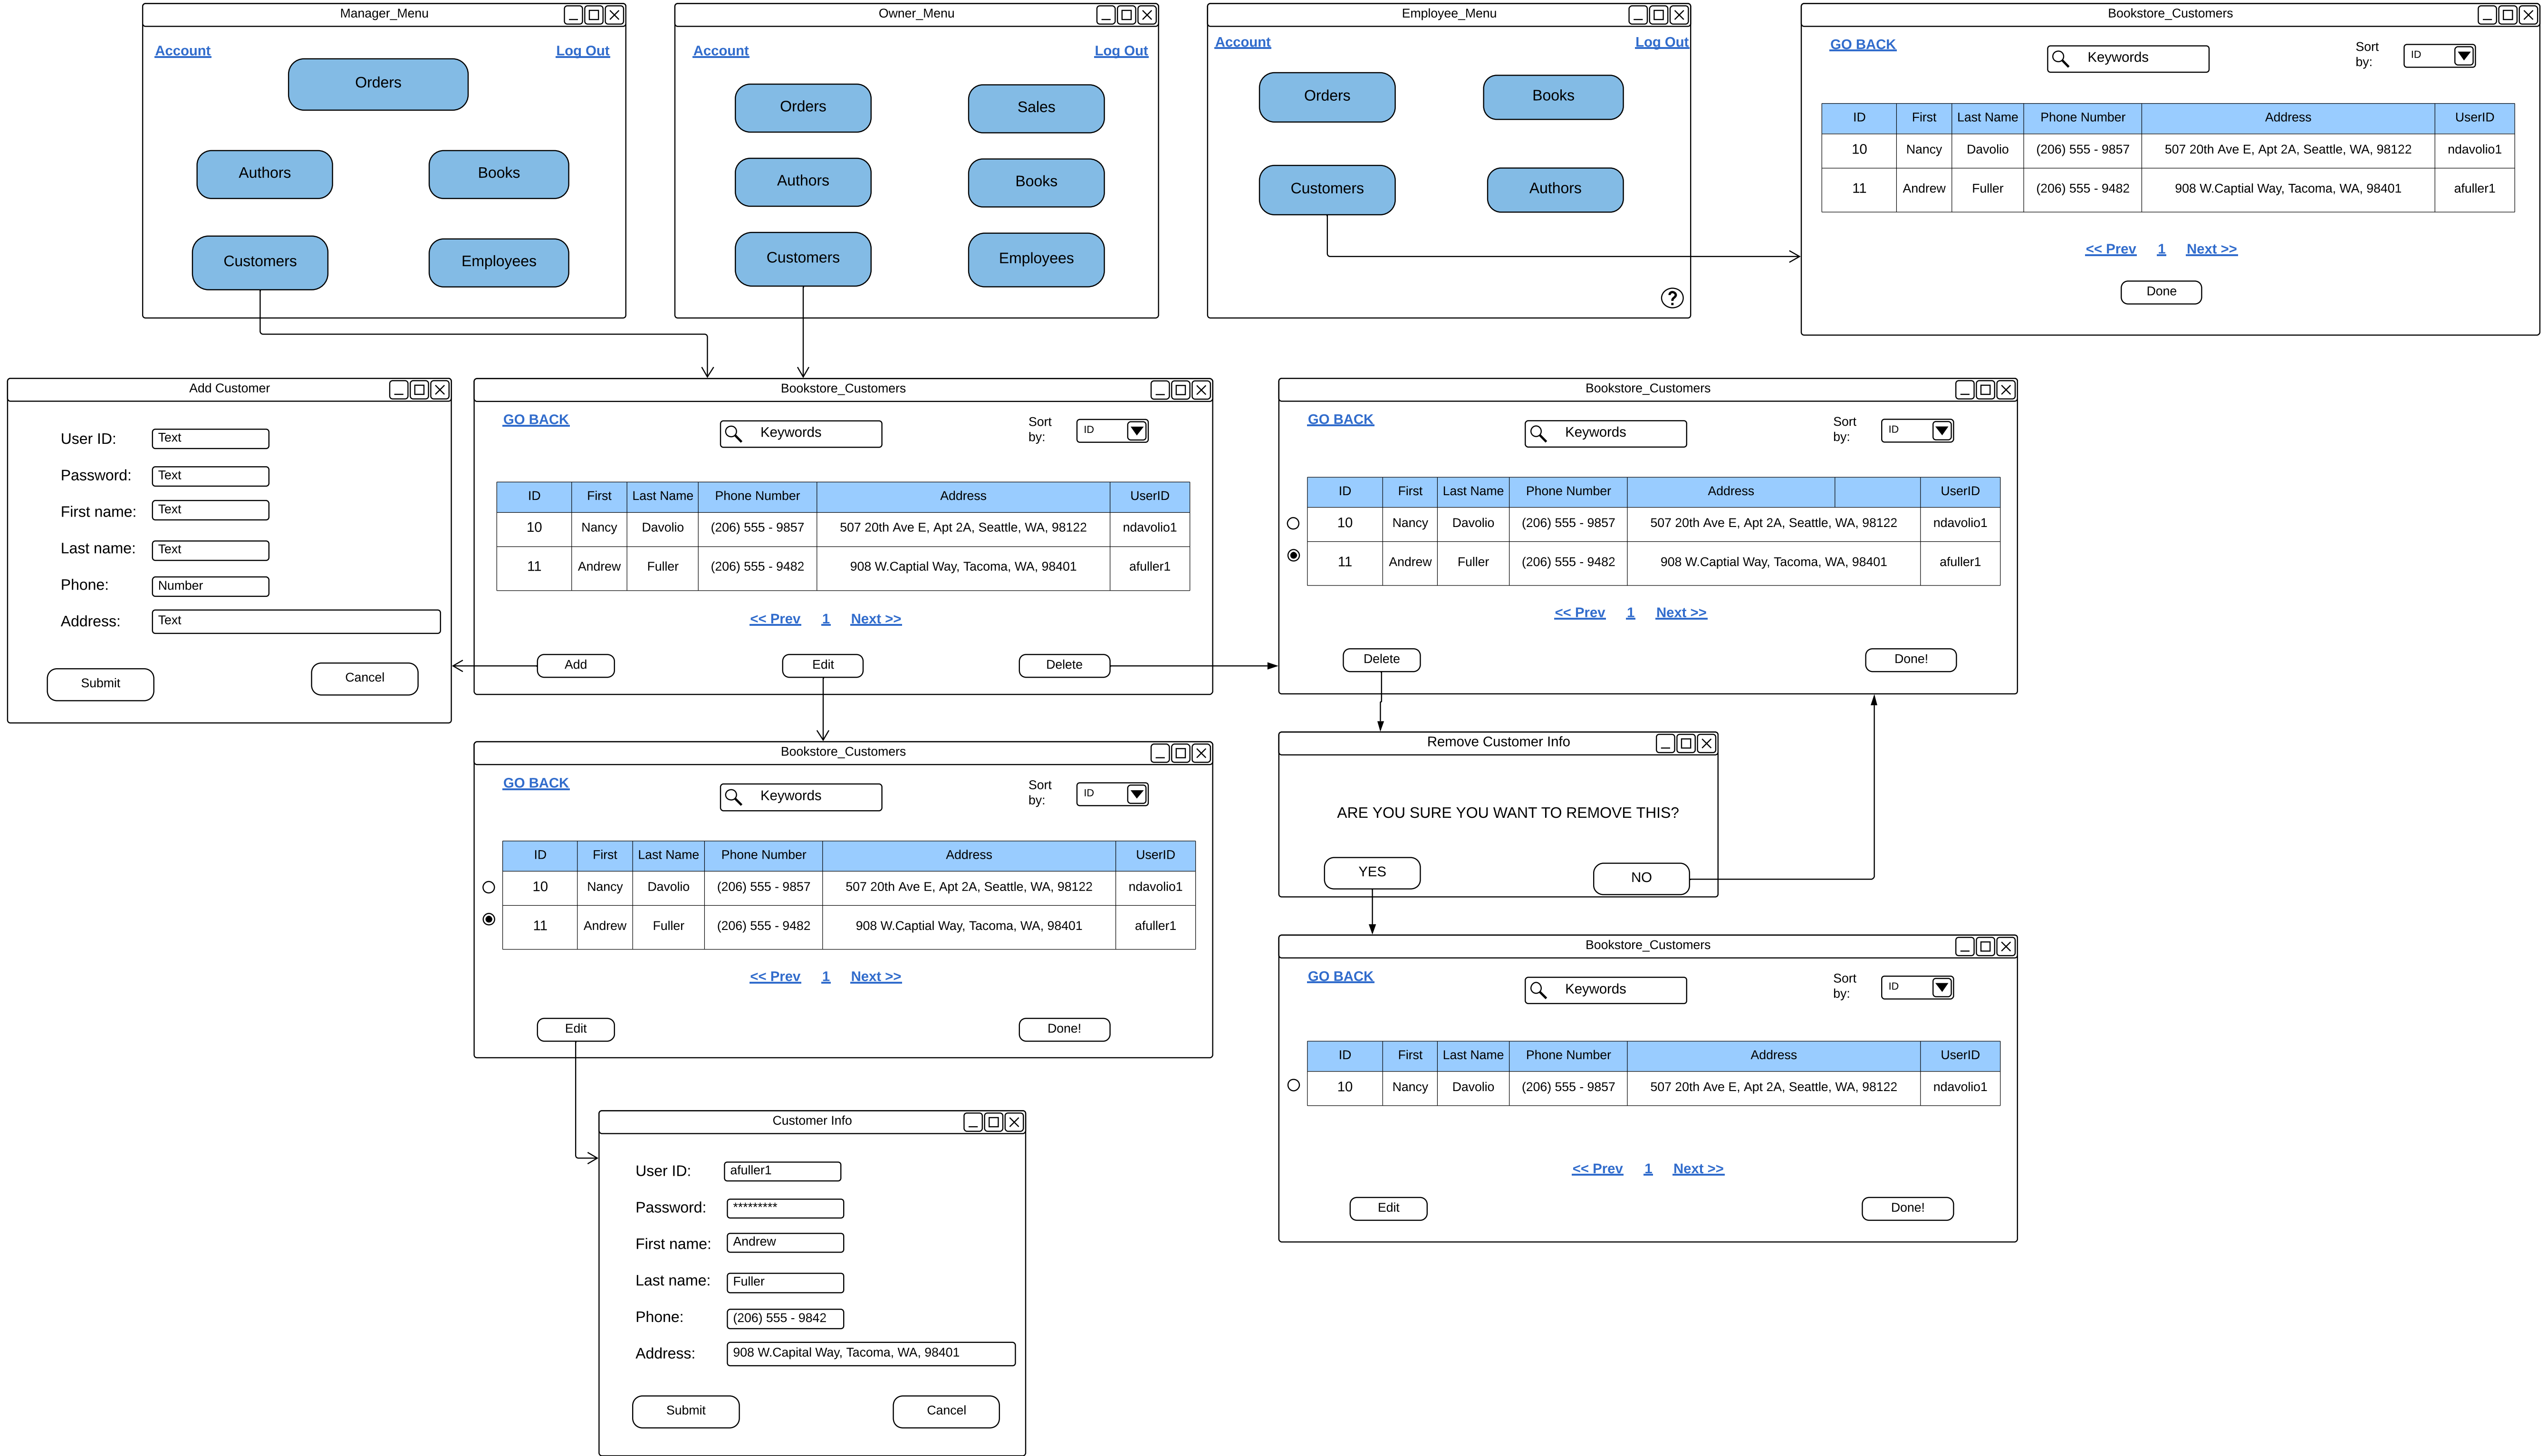 Manager_Menu
Account
Log Out
Orders
Authors
Books
Customers
Employees
Owner_Menu
Account
Log Out
Orders
Sales
Authors
Books
Customers
Employees
Employee_Menu
Account
Log Out
Orders
Books
Customers
Authors
?
Bookstore_Customers
GO BACK
Keywords
Sort
by:
ID
ID First Last Name Phone Number Address UserID
10 Nancy Davolio (206) 555 - 9857 507 20th Ave E, Apt 2A, Seattle, WA, 98122 ndavolio1
11 Andrew Fuller (206) 555 - 9482 908 W.Captial Way, Tacoma, WA, 98401 afuller1
<< Prev 1 Next >>
Done
Add Customer
User ID: Text
Password: Text
First name: Text
Last name: Text
Phone: Number
Address: Text
Submit
Cancel
Bookstore_Customers
GO BACK
Keywords
Sort
by:
ID
ID First Last Name Phone Number Address UserID
10 Nancy Davolio (206) 555 - 9857 507 20th Ave E, Apt 2A, Seattle, WA, 98122 ndavolio1
11 Andrew Fuller (206) 555 - 9482 908 W.Captial Way, Tacoma, WA, 98401 afuller1
<< Prev 1 Next >>
Add
Edit
Delete
Bookstore_Customers
GO BACK
Keywords
Sort
by:
ID
ID First Last Name Phone Number Address UserID
10 Nancy Davolio (206) 555 - 9857 507 20th Ave E, Apt 2A, Seattle, WA, 98122 ndavolio1
11 Andrew Fuller (206) 555 - 9482 908 W.Captial Way, Tacoma, WA, 98401 afuller1
<< Prev 1 Next >>
Delete
Done!
Bookstore_Customers
GO BACK
Keywords
Sort
by:
ID
ID First Last Name Phone Number Address UserID
10 Nancy Davolio (206) 555 - 9857 507 20th Ave E, Apt 2A, Seattle, WA, 98122 ndavolio1
11 Andrew Fuller (206) 555 - 9482 908 W.Captial Way, Tacoma, WA, 98401 afuller1
<< Prev 1 Next >>
Edit
Done!
Remove Customer Info
ARE YOU SURE YOU WANT TO REMOVE THIS?
YES
NO
Bookstore_Customers
GO BACK
Keywords
Sort
by:
ID
ID First Last Name Phone Number Address UserID
10 Nancy Davolio (206) 555 - 9857 507 20th Ave E, Apt 2A, Seattle, WA, 98122 ndavolio1
<< Prev 1 Next >>
Edit
Done!
Customer Info
User ID: afuller1
Password: *********
First name: Andrew
Last name: Fuller
Phone: (206) 555 - 9842
Address: 908 W.Capital Way, Tacoma, WA, 98401
Submit
Cancel